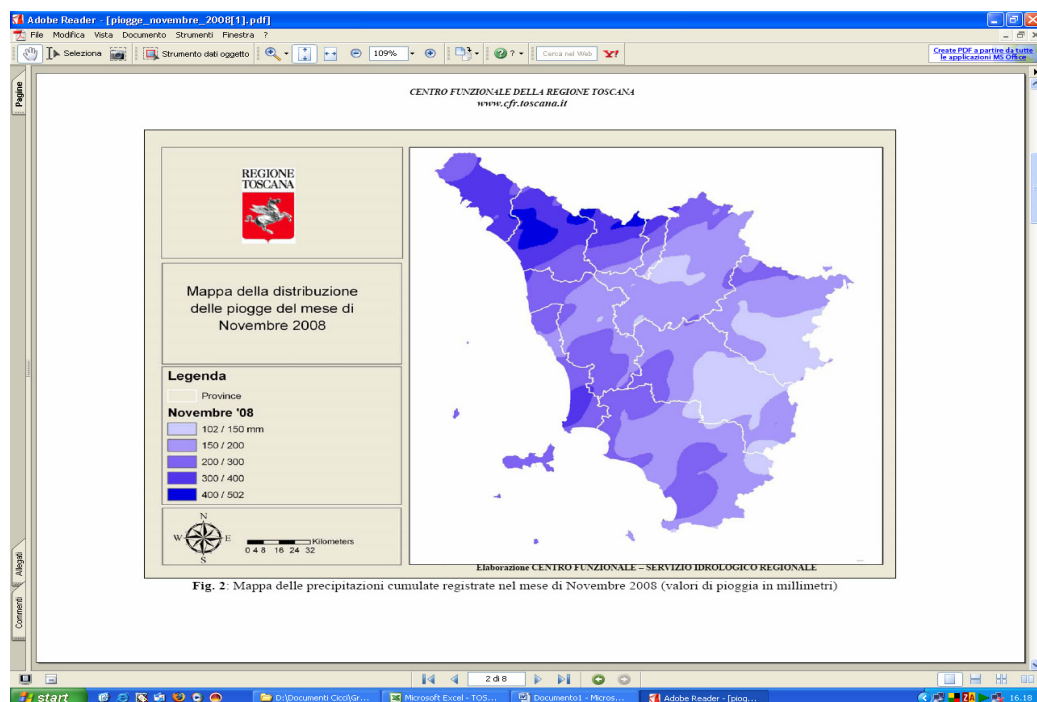 Adobe Reader - [piogge_novembre_2008[1].pdf]
File Modifica Vista Documento Strumenti Finestra ?
Seleziona Strumento dati oggetto 109% ? Cerca nel Web Y!
Create PDF a partire da tutte
le applicazioni MS Office
Pagine
CENTRO FUNZIONALE DELLA REGIONE TOSCANA
www.cfr.toscana.it
REGIONE
TOSCANA
Mappa della distribuzione
delle piogge del mese di
Novembre 2008
Legenda
Province
Novembre '08
102 / 150 mm
150 / 200
200 / 300
300 / 400
400 / 502
N
W E
S
Kilometers
0 4 8 16 24 32
Elaborazione CENTRO FUNZIONALE – SERVIZIO IDROLOGICO REGIONALE
Fig. 2: Mappa delle precipitazioni cumulate registrate nel mese di Novembre 2008 (valori di pioggia in millimetri)
Allegati
Commenti
2 di 8
start D:\Documenti Cicci\Gr... Microsoft Excel - TOS... Documento1 - Micros... Adobe Reader - [piog... 16.18